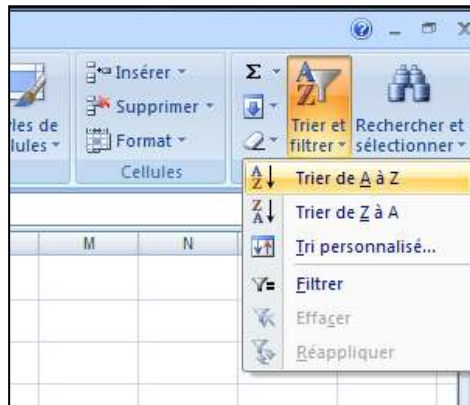 Insérer
Supprimer
Format
Cellules
Σ
Trier et
filtrer
Rechercher et
sélectionner
les de
lules
Trier de A à Z
Trier de Z à A
Tri personnalisé...
Filtrer
Effacer
Réappliquer
M N